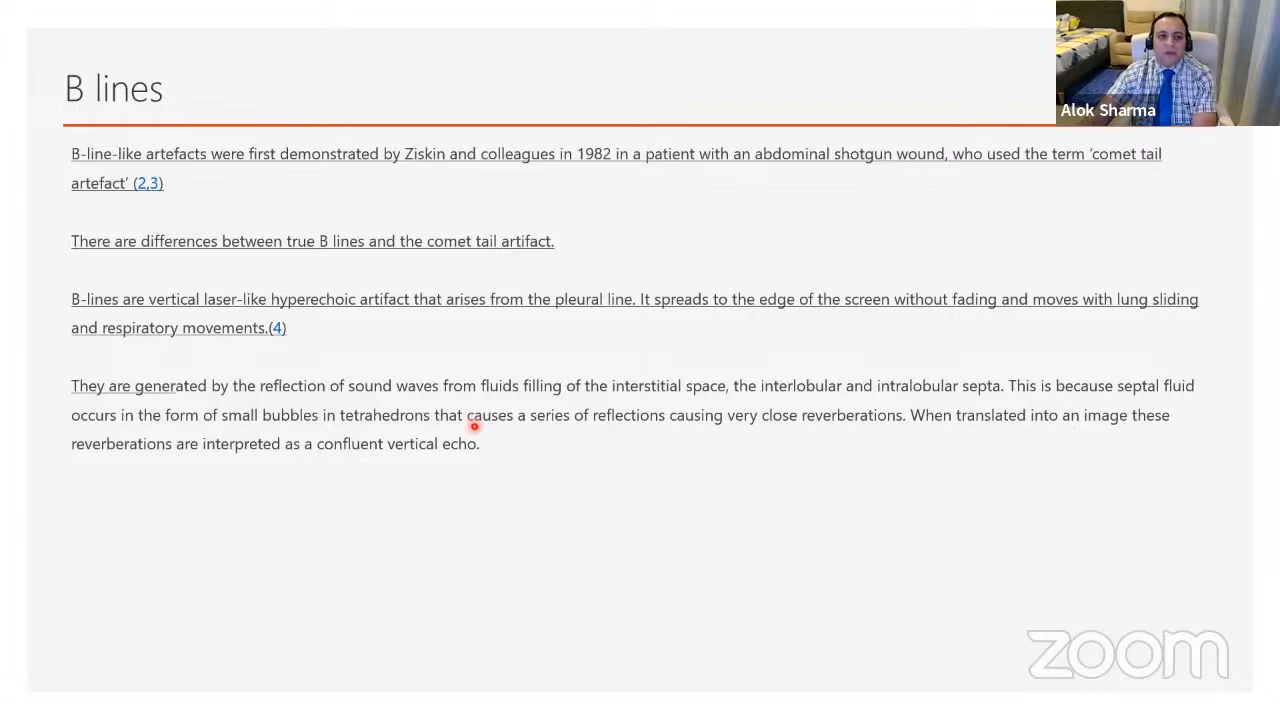 B lines
Alok Sharma
B-line-like artefacts were first demonstrated by Ziskin and colleagues in 1982 in a patient with an abdominal shotgun wound, who used the term ‘comet tail
artefact’ (2,3)
There are differences between true B lines and the comet tail artifact.
B-lines are vertical laser-like hyperechoic artifact that arises from the pleural line. It spreads to the edge of the screen without fading and moves with lung sliding
and respiratory movements.(4)
They are generated by the reflection of sound waves from fluids filling of the interstitial space, the interlobular and intralobular septa. This is because septal fluid
occurs in the form of small bubbles in tetrahedrons that causes a series of reflections causing very close reverberations. When translated into an image these
reverberations are interpreted as a confluent vertical echo.
zoom